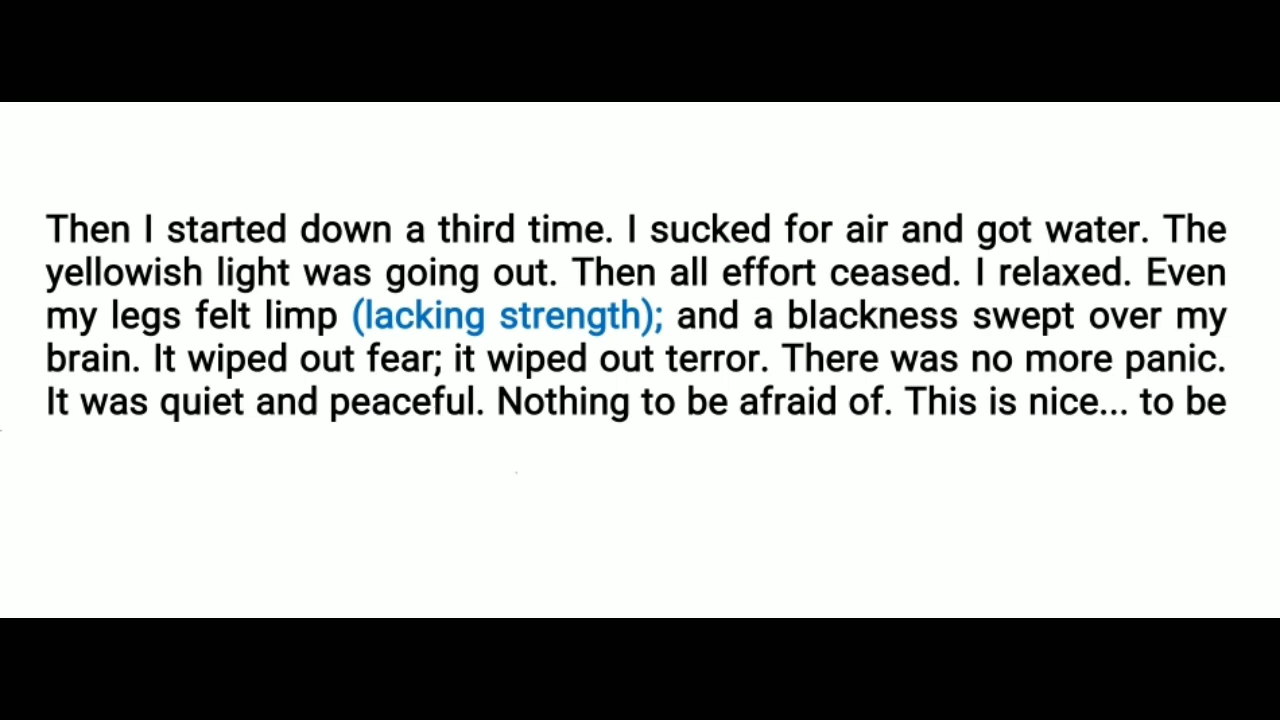 Then I started down a third time. I sucked for air and got water. The
yellowish light was going out. Then all effort ceased. I relaxed. Even
my legs felt limp (lacking strength); and a blackness swept over my
brain. It wiped out fear; it wiped out terror. There was no more panic.
It was quiet and peaceful. Nothing to be afraid of. This is nice... to be